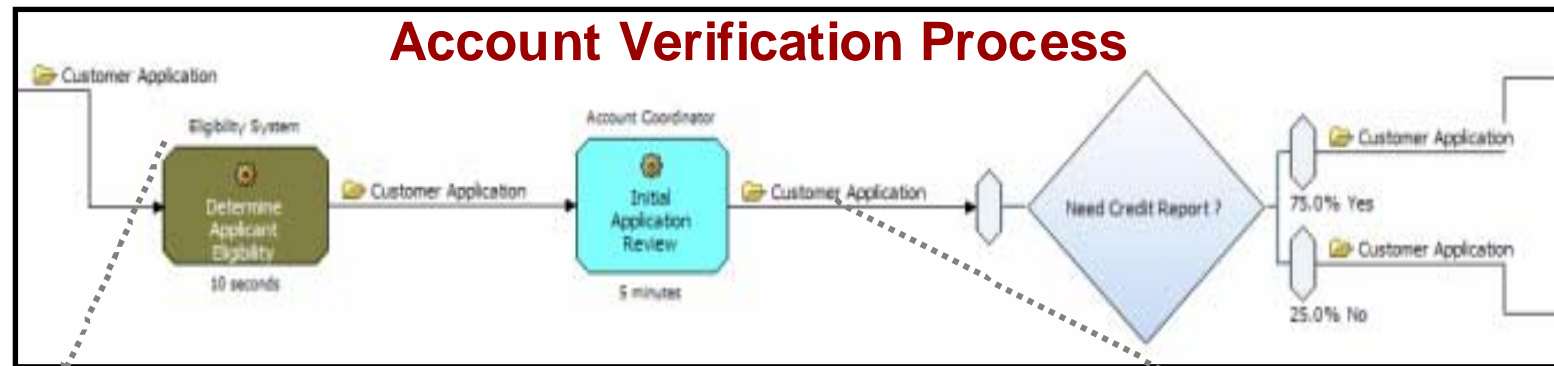 Account Verification Process
Customer Application
Eligibility System
Determine
Applicant
Eligibility
10 seconds
Customer Application
Account Coordinator
Initial
Application
Review
5 minutes
Customer Application
Need Credit Report ?
Customer Application
75.0% Yes
Customer Application
25.0% No